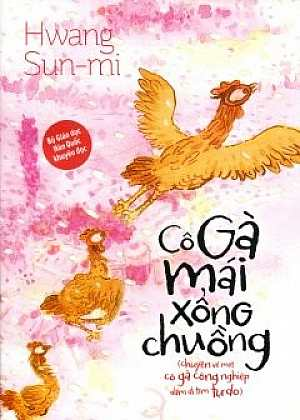 Hwang
Sun-mi
Bộ Giáo dục
Hàn Quốc
khuyên đọc
Cô Gà
mái
xổng
chuồng
(chuyện về một
cô gà công nghiệp
dám đi tìm tự do)